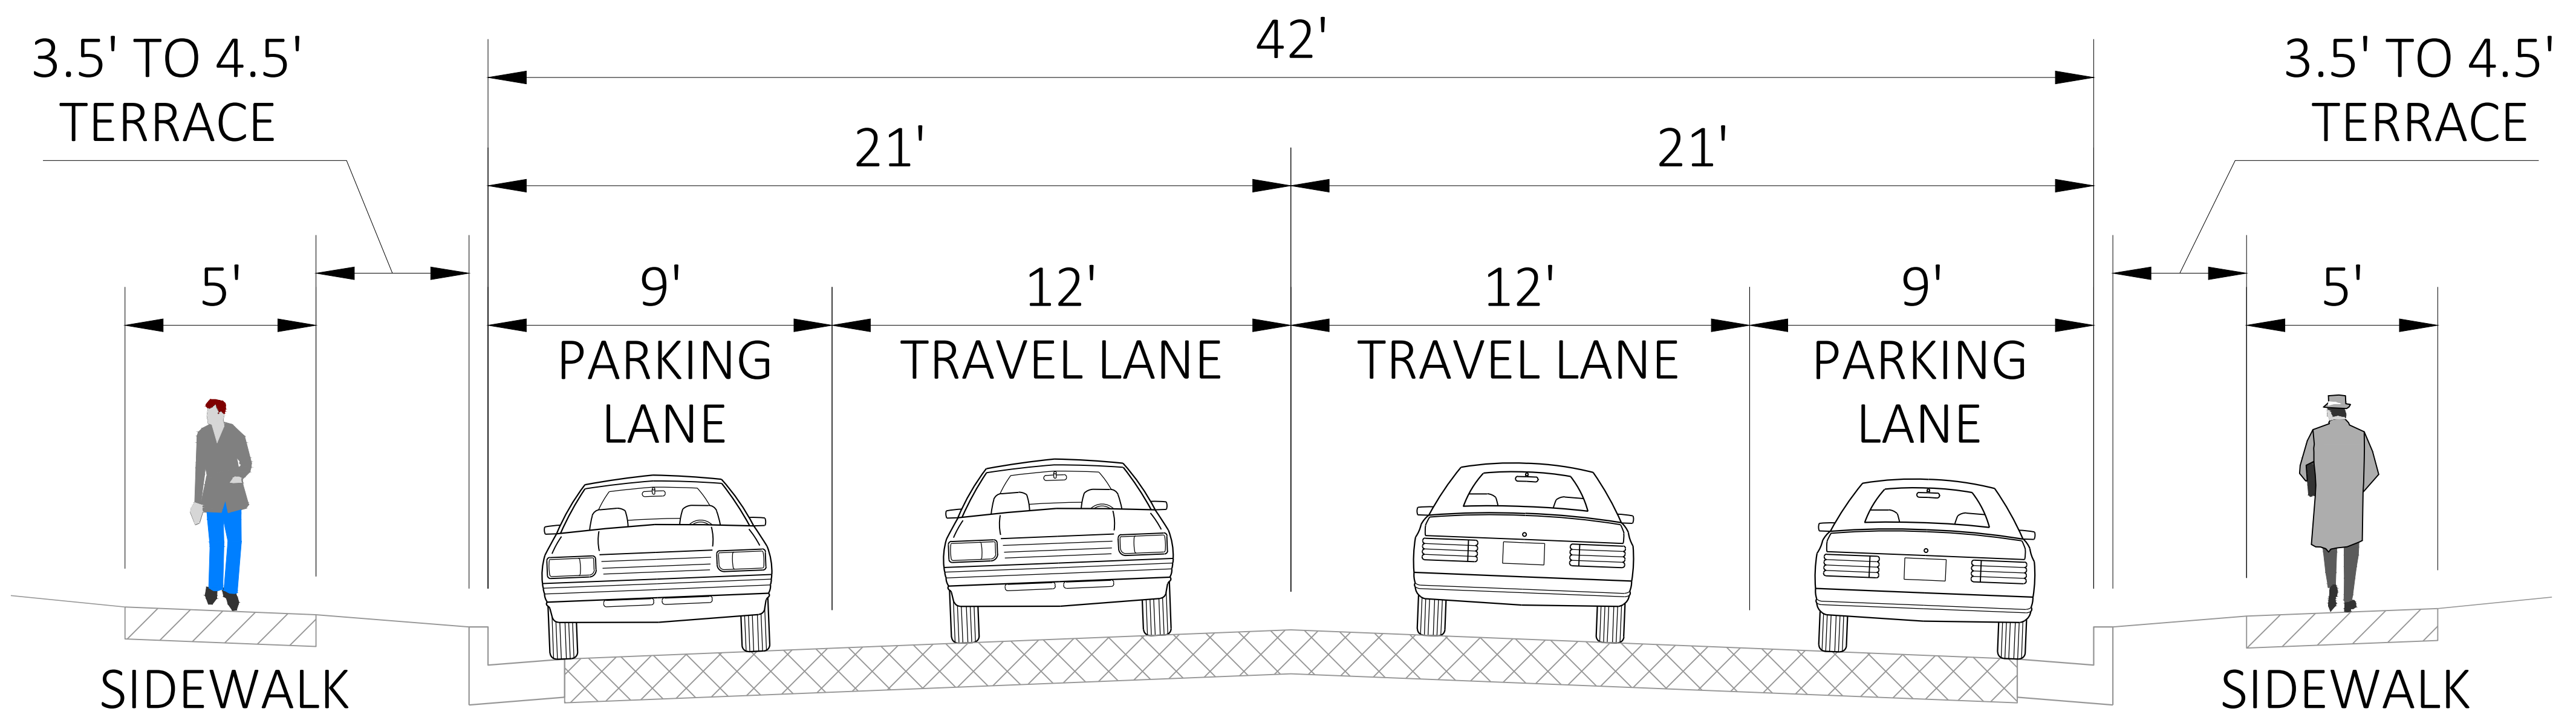 42'
3.5' TO 4.5'
TERRACE
3.5' TO 4.5'
TERRACE
21'
21'
5'
9'
12'
12'
9'
5'
PARKING
LANE
TRAVEL LANE
TRAVEL LANE
PARKING
LANE
SIDEWALK
SIDEWALK